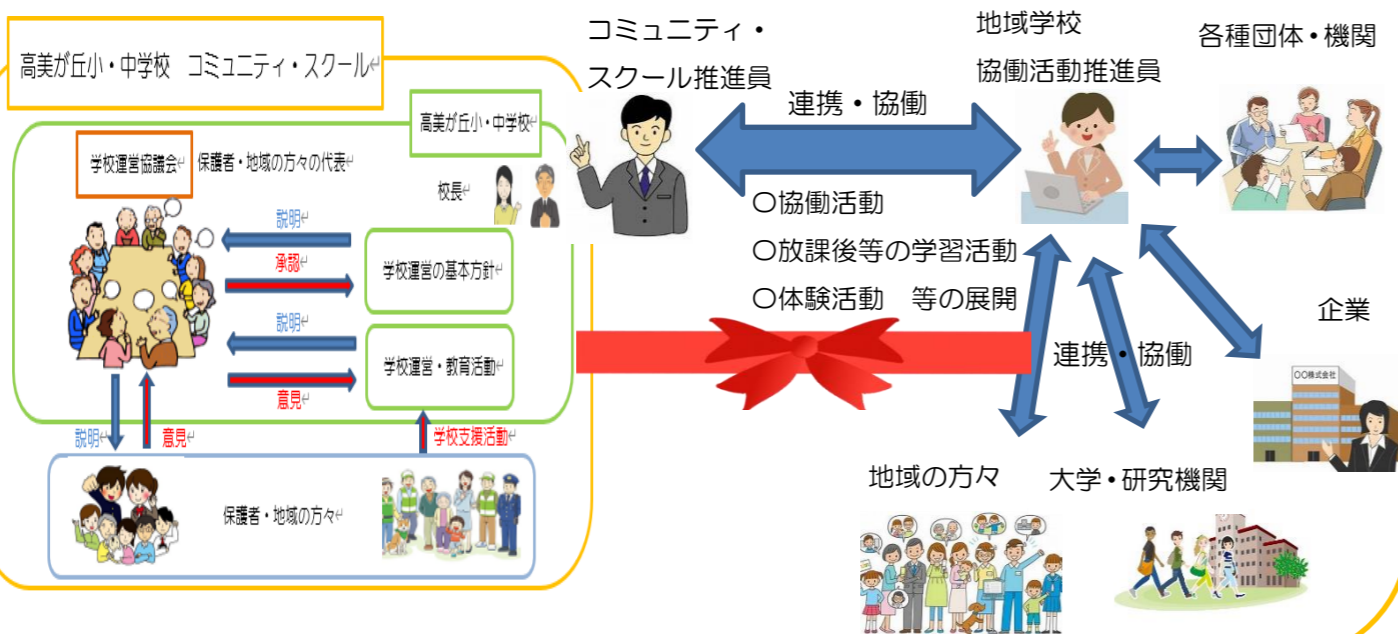 高美が丘小・中学校 コミュニティ・スクール
高美が丘小・中学校
校長
学校運営協議会
保護者・地域の方々の代表
説明
承認
学校運営の基本方針
説明
意見
学校運営・教育活動
説明
意見
学校支援活動
保護者・地域の方々
コミュニティ・
スクール推進員
連携・協働
地域学校
協働活動推進員
各種団体・機関
〇協働活動
〇放課後等の学習活動
〇体験活動 等の展開
連携・協働
企業
〇〇株式会社
地域の方々
大学・研究機関